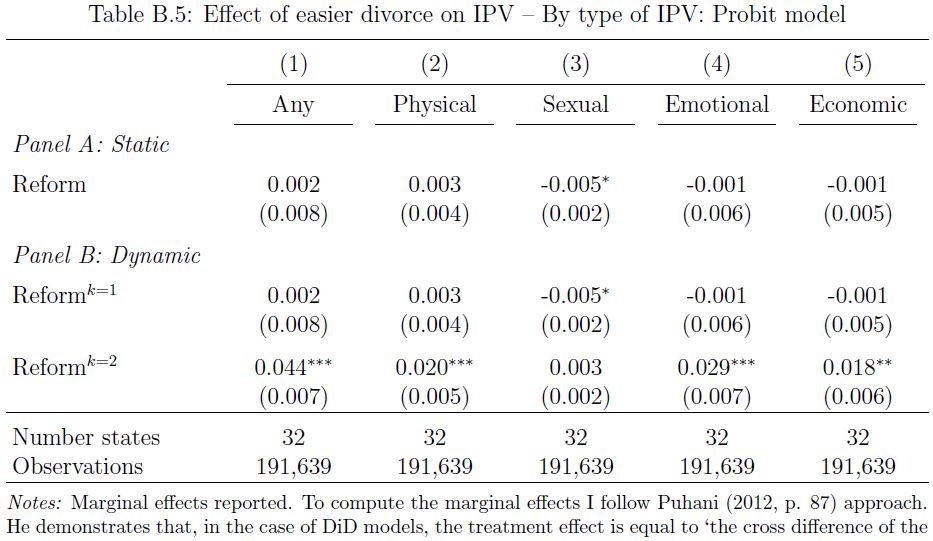 Table B.5: Effect of easier divorce on IPV – By type of IPV: Probit model
(1) (2) (3) (4) (5)
Any Physical Sexual Emotional Economic
Panel A: Static
Reform 0.002 0.003 -0.005* -0.001 -0.001
(0.008) (0.004) (0.002) (0.006) (0.005)
Panel B: Dynamic
Reform^{k=1} 0.002 0.003 -0.005* -0.001 -0.001
(0.008) (0.004) (0.002) (0.006) (0.005)
Reform^{k=2} 0.044*** 0.020*** 0.003 0.029*** 0.018**
(0.007) (0.005) (0.002) (0.007) (0.006)
Number states 32 32 32 32 32
Observations 191,639 191,639 191,639 191,639 191,639
Notes: Marginal effects reported. To compute the marginal effects I follow Puhani (2012, p. 87) approach.
He demonstrates that, in the case of DiD models, the treatment effect is equal to ‘the cross difference of the